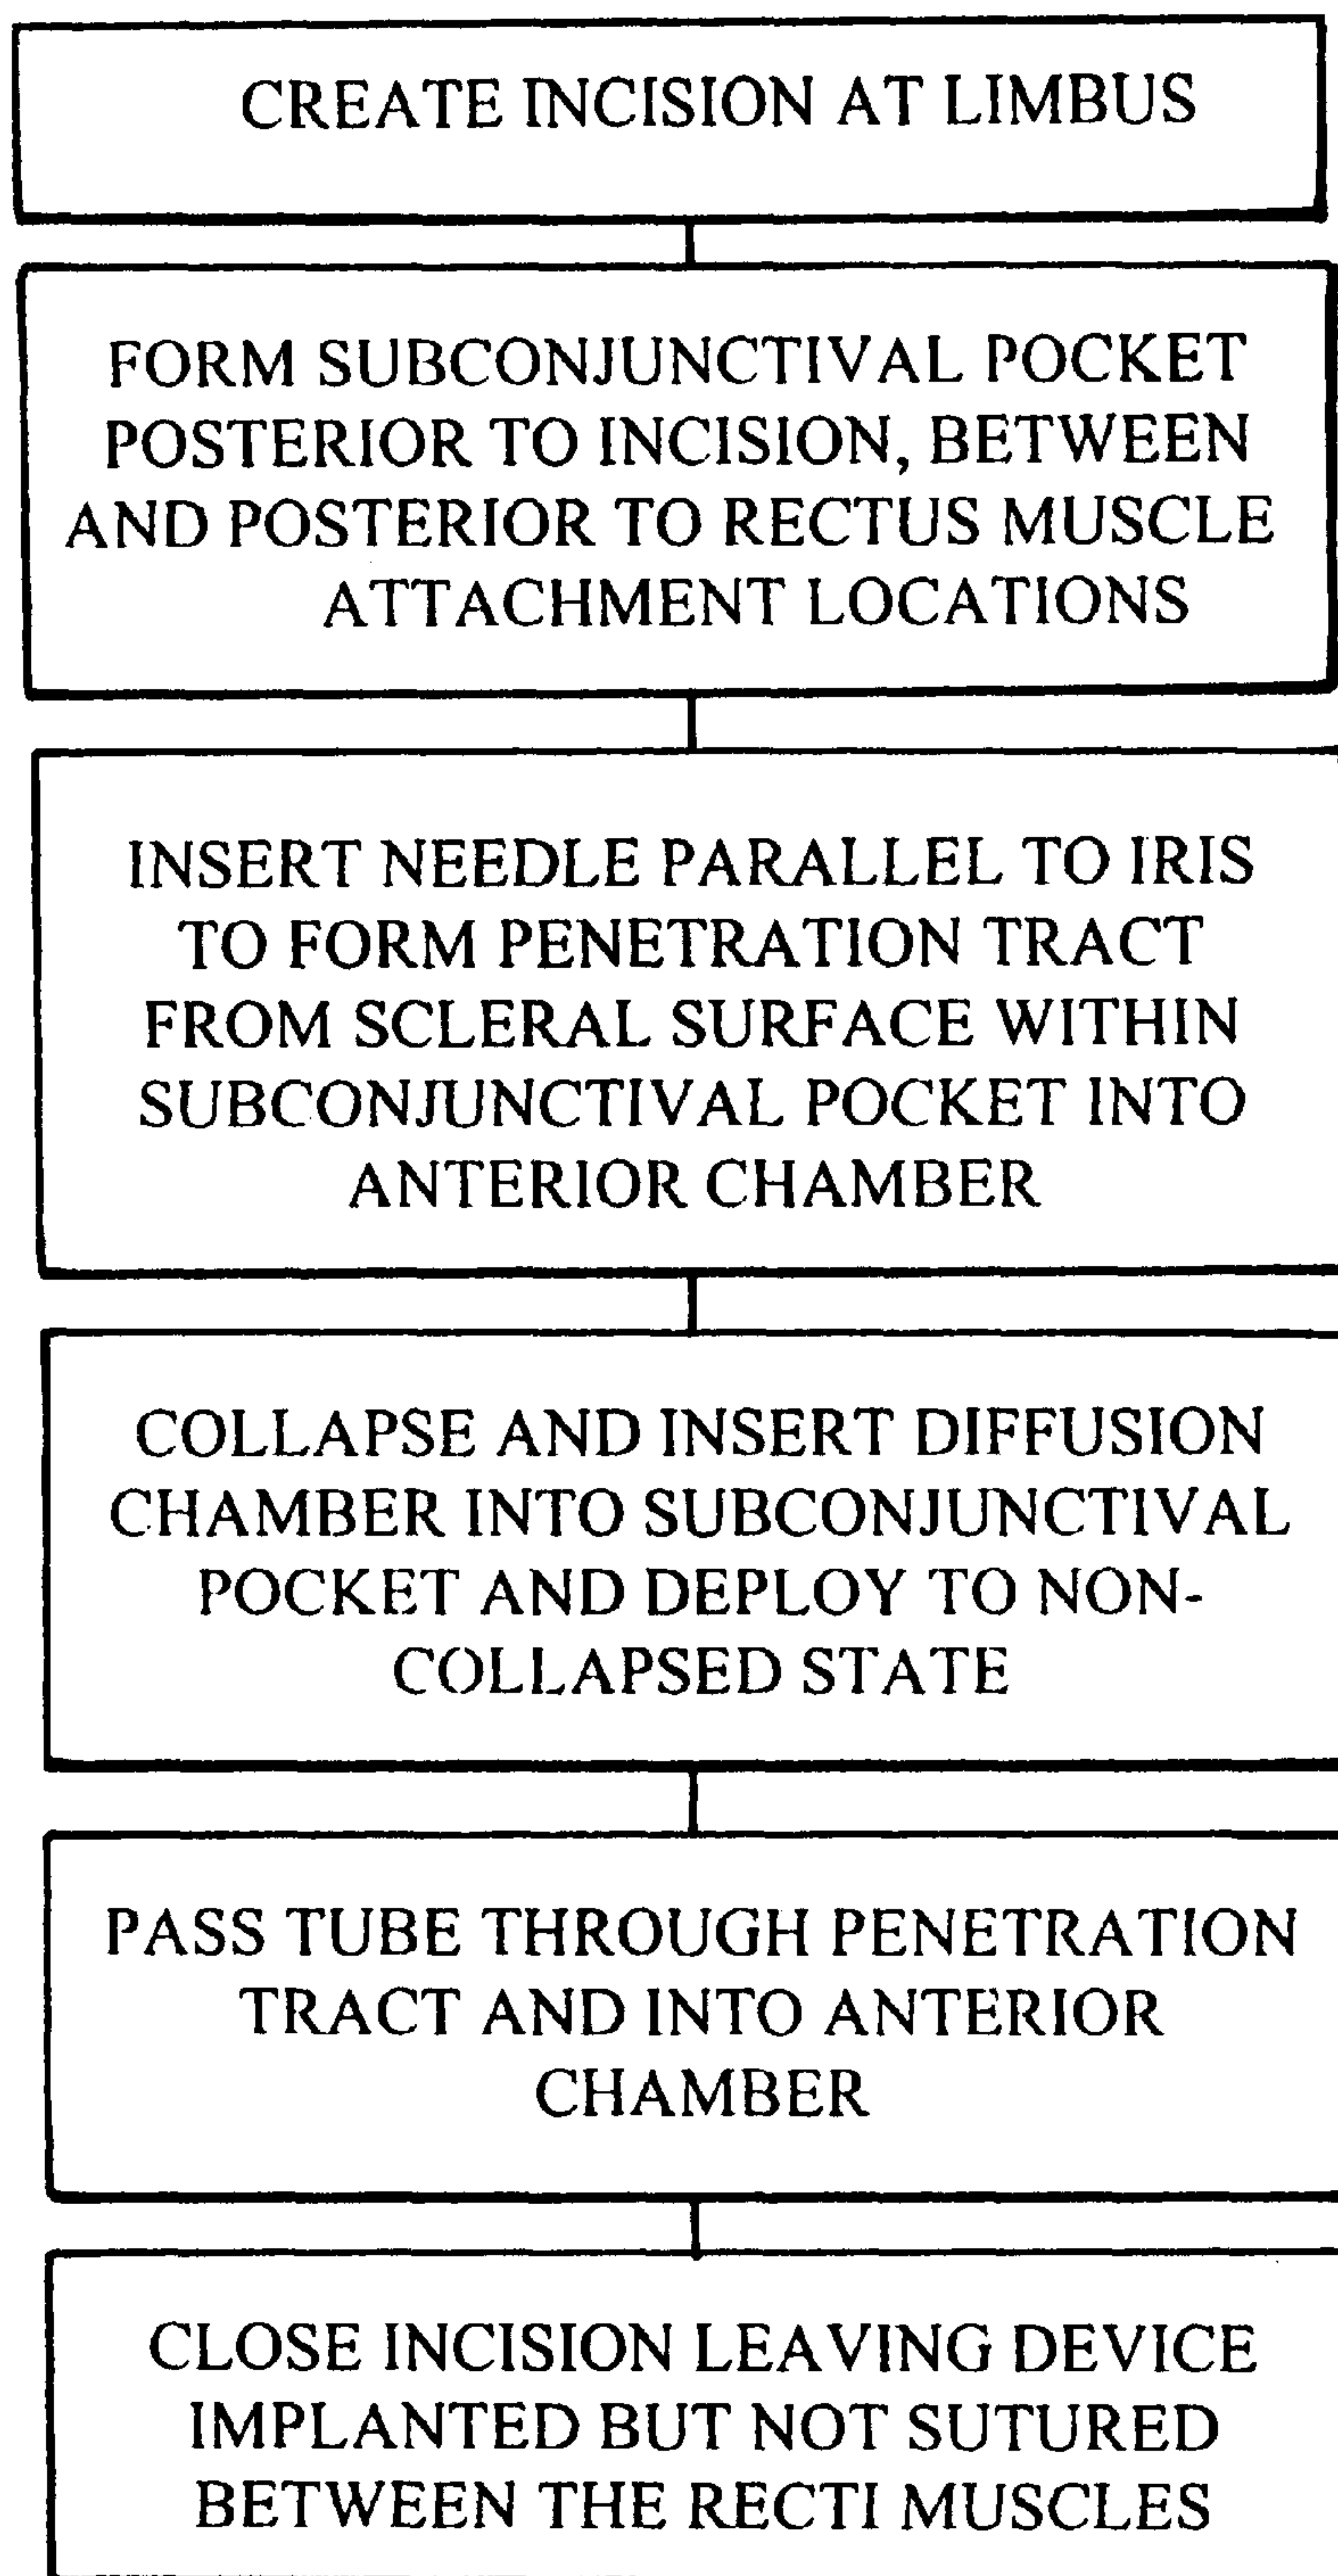 CREATE INCISION AT LIMBUS
FORM SUBCONJUNCTIVAL POCKET
POSTERIOR TO INCISION, BETWEEN
AND POSTERIOR TO RECTUS MUSCLE
ATTACHMENT LOCATIONS
INSERT NEEDLE PARALLEL TO IRIS
TO FORM PENETRATION TRACT
FROM SCLERAL SURFACE WITHIN
SUBCONJUNCTIVAL POCKET INTO
ANTERIOR CHAMBER
COLLAPSE AND INSERT DIFFUSION
CHAMBER INTO SUBCONJUNCTIVAL
POCKET AND DEPLOY TO NON-
COLLAPSED STATE
PASS TUBE THROUGH PENETRATION
TRACT AND INTO ANTERIOR
CHAMBER
CLOSE INCISION LEAVING DEVICE
IMPLANTED BUT NOT SUTURED
BETWEEN THE RECTI MUSCLES